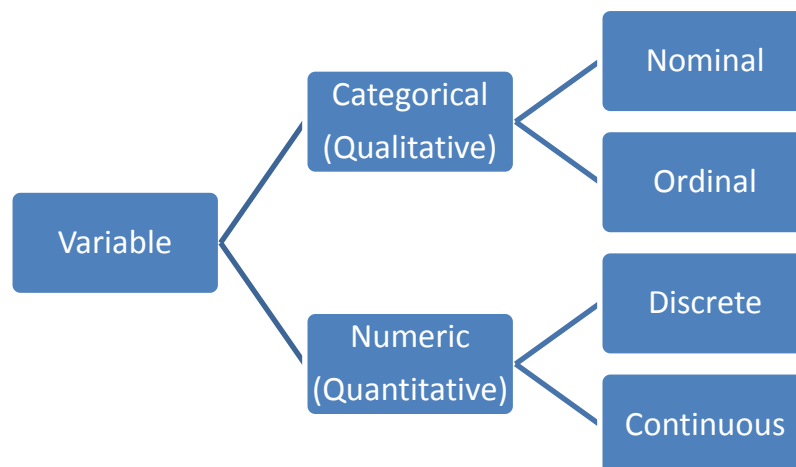 Variable
Categorical
(Qualitative)
Nominal
Ordinal
Numeric
(Quantitative)
Discrete
Continuous